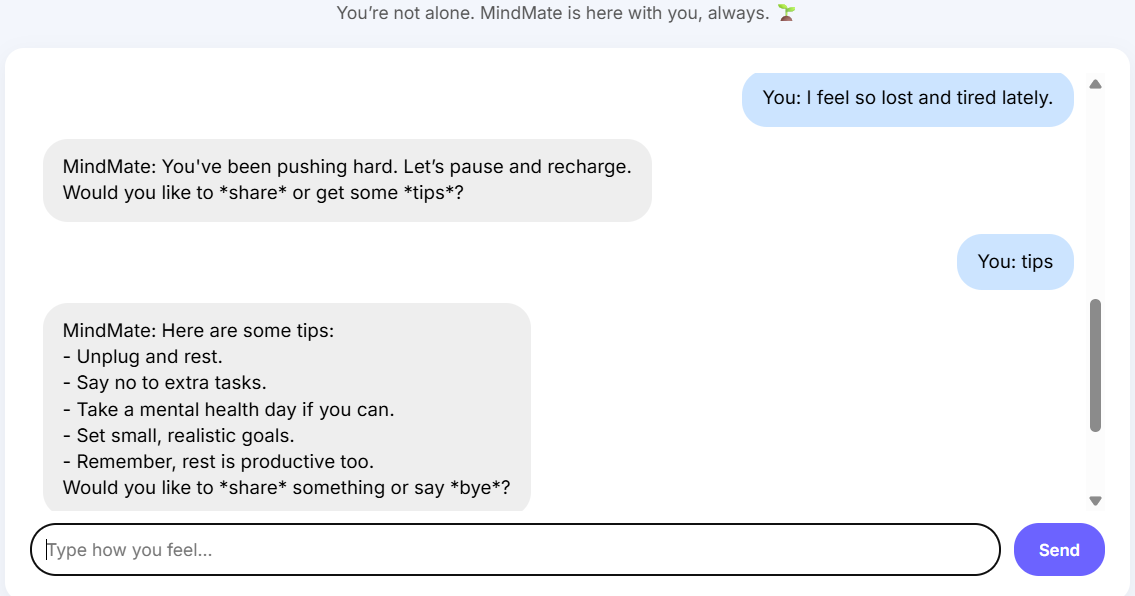 You’re not alone. MindMate is here with you, always. 🌱
You: I feel so lost and tired lately.
MindMate: You've been pushing hard. Let’s pause and recharge.
Would you like to *share* or get some *tips*?
You: tips
MindMate: Here are some tips:
- Unplug and rest.
- Say no to extra tasks.
- Take a mental health day if you can.
- Set small, realistic goals.
- Remember, rest is productive too.
Would you like to *share* something or say *bye*?
Type how you feel...
Send